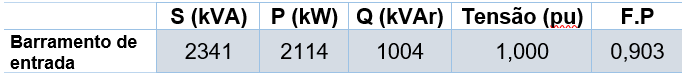 S (kVA) P (kW) Q (kVAr) Tensão (pu) F.P
Barramento de entrada 2341 2114 1004 1,000 0,903